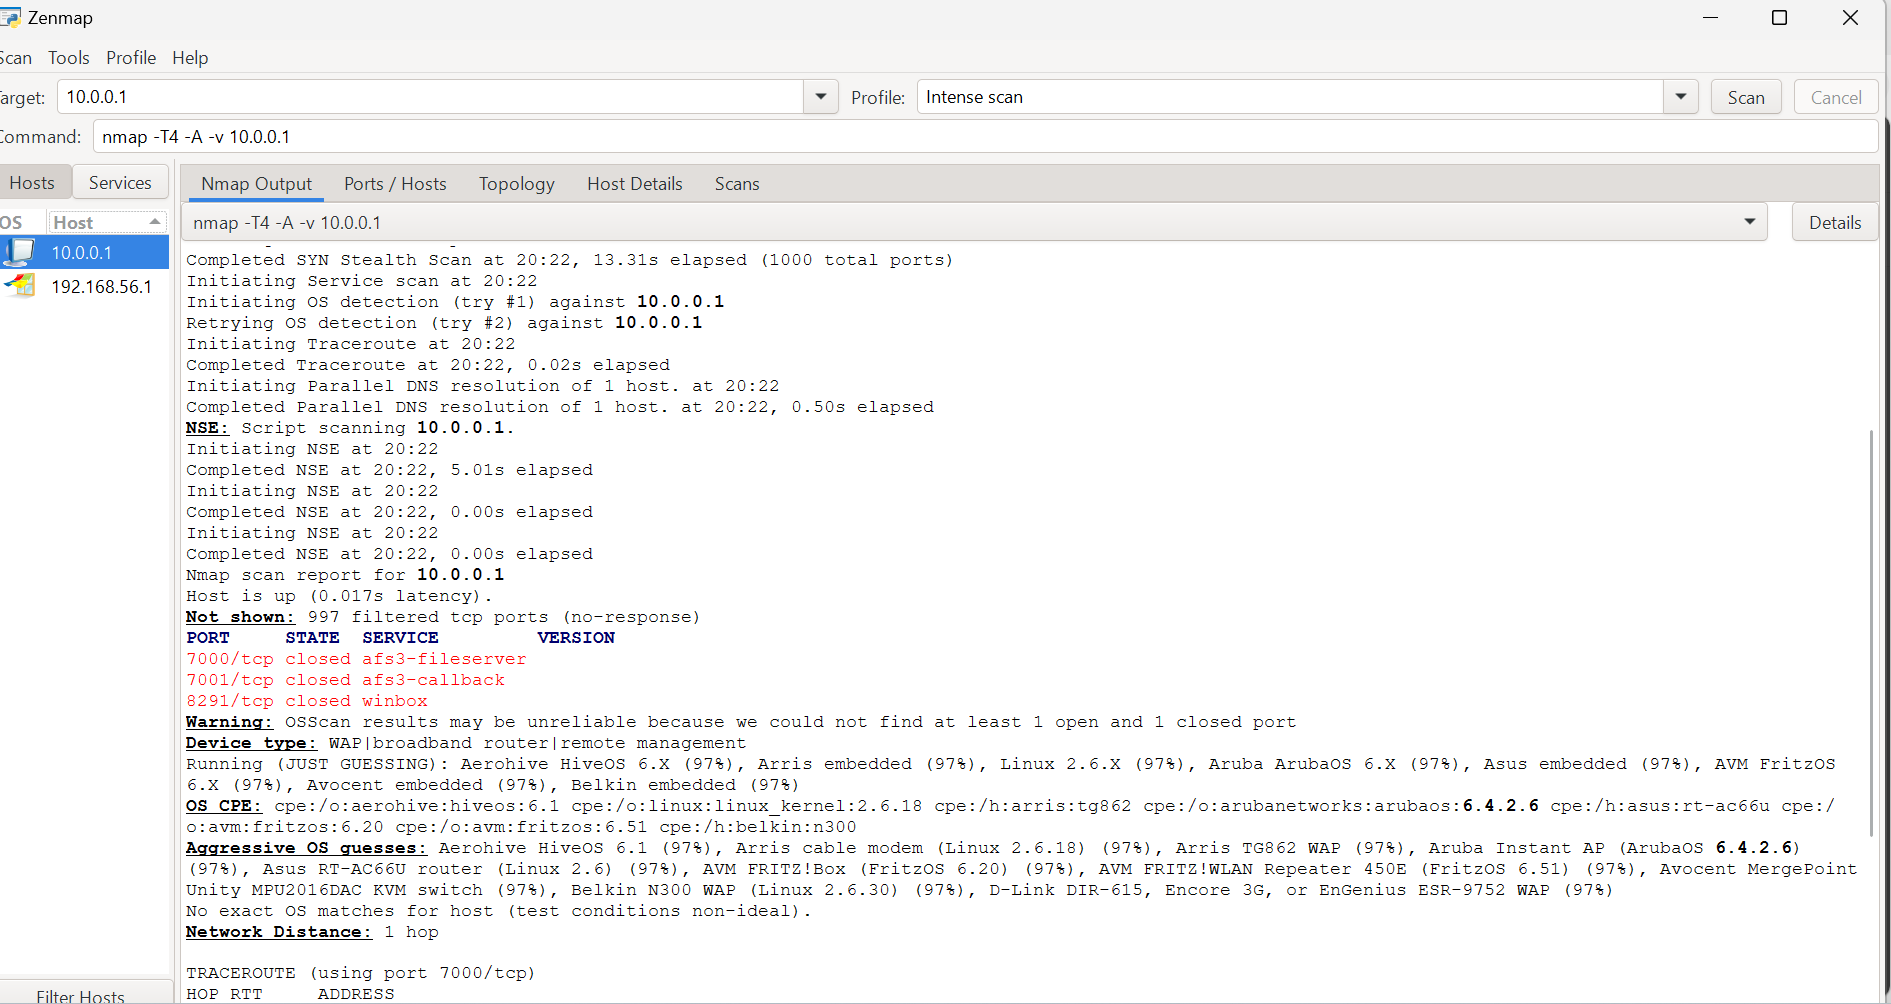 Zenmap
Scan Tools Profile Help
Target: 10.0.0.1 Profile: Intense scan Scan Cancel
Command: nmap -T4 -A -v 10.0.0.1
Hosts Services Nmap Output Ports / Hosts Topology Host Details Scans
OS Host nmap -T4 -A -v 10.0.0.1 Details
10.0.0.1
192.168.56.1
Completed SYN Stealth Scan at 20:22, 13.31s elapsed (1000 total ports)
Initiating Service scan at 20:22
Initiating OS detection (try #1) against 10.0.0.1
Retrying OS detection (try #2) against 10.0.0.1
Initiating Traceroute at 20:22
Completed Traceroute at 20:22, 0.02s elapsed
Initiating Parallel DNS resolution of 1 host. at 20:22
Completed Parallel DNS resolution of 1 host. at 20:22, 0.50s elapsed
NSE: Script scanning 10.0.0.1.
Initiating NSE at 20:22
Completed NSE at 20:22, 5.01s elapsed
Initiating NSE at 20:22
Completed NSE at 20:22, 0.00s elapsed
Initiating NSE at 20:22
Completed NSE at 20:22, 0.00s elapsed
Nmap scan report for 10.0.0.1
Host is up (0.017s latency).
Not shown: 997 filtered tcp ports (no-response)
PORT STATE SERVICE VERSION
7000/tcp closed afs3-fileserver
7001/tcp closed afs3-callback
8291/tcp closed winbox
Warning: OSScan results may be unreliable because we could not find at least 1 open and 1 closed port
Device type: WAP|broadband router|remote management
Running (JUST GUESSING): Aerohive HiveOS 6.X (97%), Arris embedded (97%), Linux 2.6.X (97%), Aruba ArubaOS 6.X (97%), Asus embedded (97%), AVM FritzOS
6.X (97%), Avocent embedded (97%), Belkin embedded (97%)
OS CPE: cpe:/o:aerohive:hiveos:6.1 cpe:/o:linux:linux_kernel:2.6.18 cpe:/h:arris:tg862 cpe:/o:arubanetworks:arubaos:6.4.2.6 cpe:/h:asus:rt-ac66u cpe:/
o:avm:fritzos:6.20 cpe:/o:avm:fritzos:6.51 cpe:/h:belkin:n300
Aggressive OS guesses: Aerohive HiveOS 6.1 (97%), Arris cable modem (Linux 2.6.18) (97%), Arris TG862 WAP (97%), Aruba Instant AP (ArubaOS 6.4.2.6)
(97%), Asus RT-AC66U router (Linux 2.6) (97%), AVM FRITZ!Box (FritzOS 6.20) (97%), AVM FRITZ!WLAN Repeater 450E (FritzOS 6.51) (97%), Avocent MergePoint
Unity MPU2016DAC KVM switch (97%), Belkin N300 WAP (Linux 2.6.30) (97%), D-Link DIR-615, Encore 3G, or EnGenius ESR-9752 WAP (97%)
No exact OS matches for host (test conditions non-ideal).
Network Distance: 1 hop
TRACEROUTE (using port 7000/tcp)
HOP RTT ADDRESS
Filter Hosts